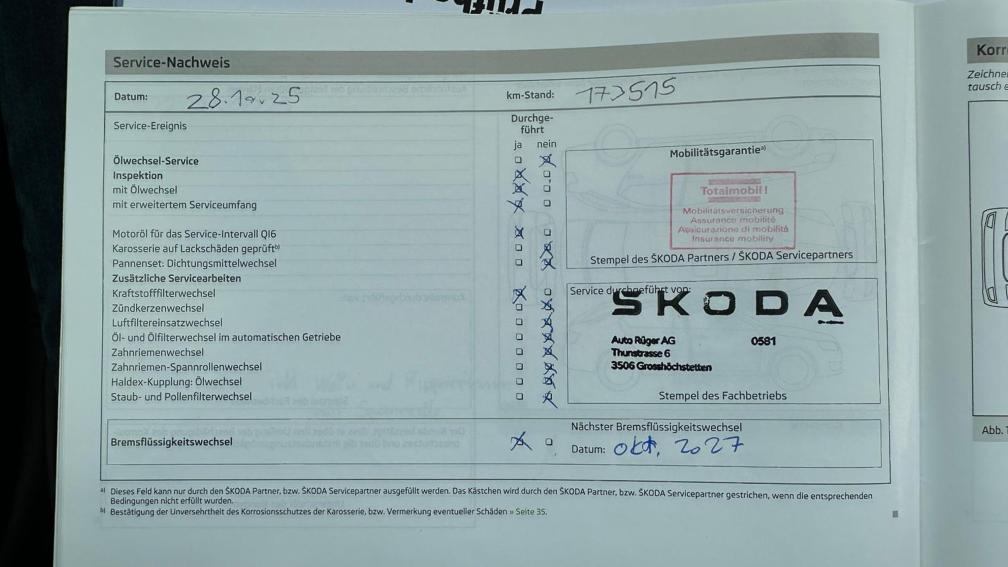 Service-Nachweis
Datum: 28.10.25 km-Stand: 173515
Service-Ereignis Durchge-
führt
ja nein
Ölwechsel-Service
Inspektion
mit Ölwechsel
mit erweitertem Serviceumfang
Motoröl für das Service-Intervall QI6
Karosserie auf Lackschäden geprüft b)
Pannenset: Dichtungsmittelwechsel
Zusätzliche Servicearbeiten
Kraftstofffilterwechsel
Zündkerzenwechsel
Luftfiltereinsatzwechsel
Öl- und Ölfilterwechsel im automatischen Getriebe
Zahnriemenwechsel
Zahnriemen-Spannrollenwechsel
Haldex-Kupplung: Ölwechsel
Staub- und Pollenfilterwechsel
Mobilitätsgarantie a)
Totalmobil!
Mobilitätsversicherung
Assurance mobilité
Assicurazione di mobilità
Insurance mobility
Stempel des ŠKODA Partners / ŠKODA Servicepartners
Service durchgeführt von:
SKODA
Auto Rüger AG 0581
Thunstrasse 6
3506 Grosshöchstetten
Stempel des Fachbetriebs
Bremsflüssigkeitswechsel
Nächster Bremsflüssigkeitswechsel
Datum: Okt. 2027
a) Dieses Feld kann nur durch den ŠKODA Partner, bzw. ŠKODA Servicepartner ausgefüllt werden. Das Kästchen wird durch den ŠKODA Partner, bzw. ŠKODA Servicepartner gestrichen, wenn die entsprechenden
Bedingungen nicht erfüllt wurden.
b) Bestätigung der Unversehrtheit des Korrosionsschutzes der Karosserie, bzw. Vermerkung eventueller Schäden » Seite 35.
Korr
Zeichne
tausch e
Abb. 1